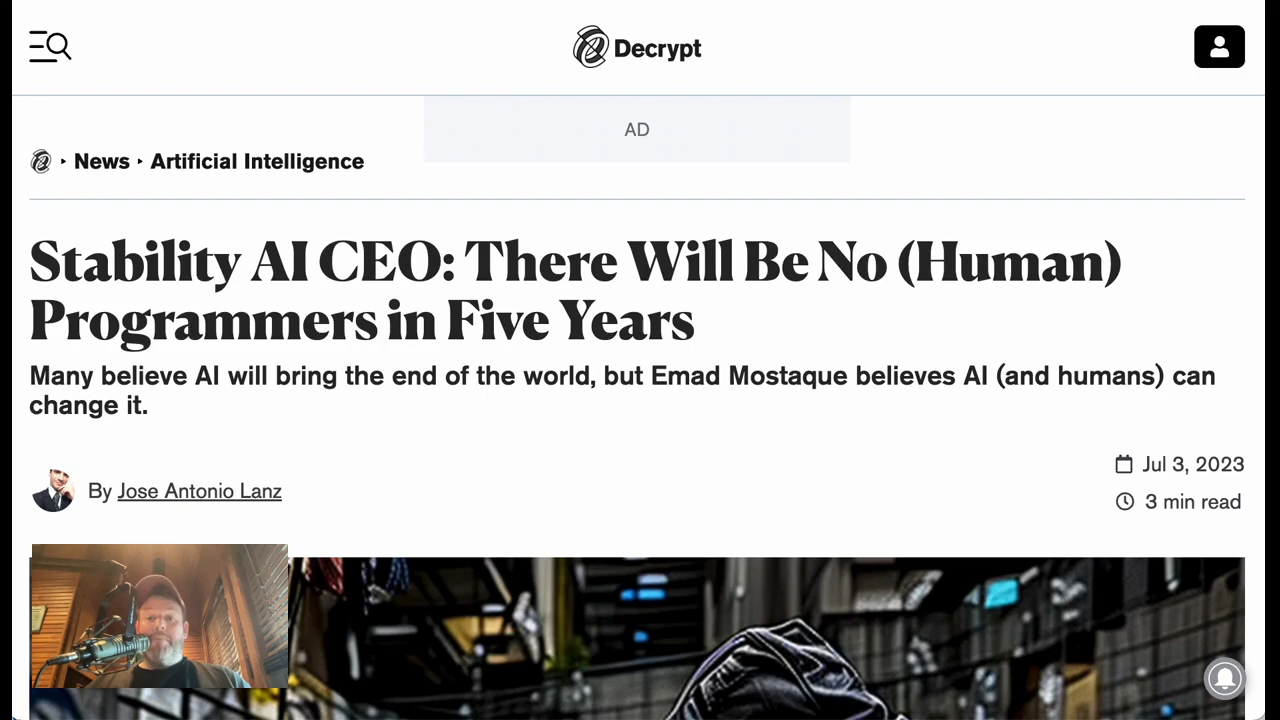 Decrypt
AD
News
Artificial Intelligence
Stability AI CEO: There Will Be No (Human)
Programmers in Five Years
Many believe AI will bring the end of the world, but Emad Mostaque believes AI (and humans) can
change it.
By Jose Antonio Lanz
Jul 3, 2023
3 min read